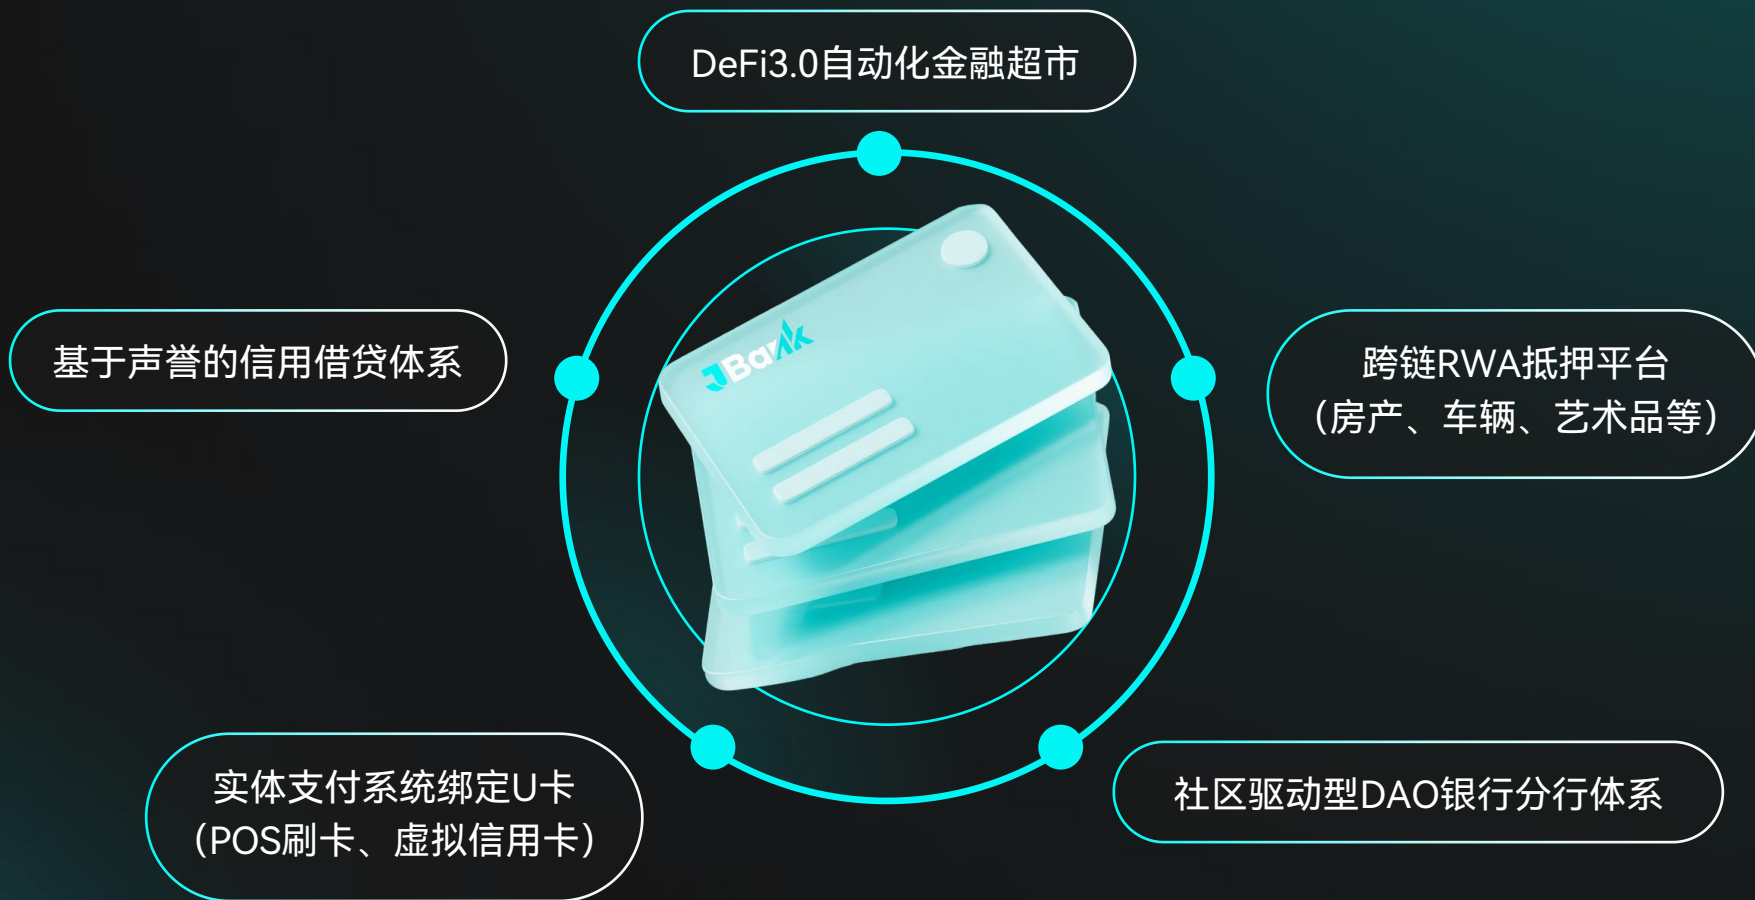 DeFi3.0自动化金融超市
基于声誉的信用借贷体系
跨链RWA抵押平台
（房产、车辆、艺术品等）
JBank
实体支付系统绑定U卡
（POS刷卡、虚拟信用卡）
社区驱动型DAO银行分行体系